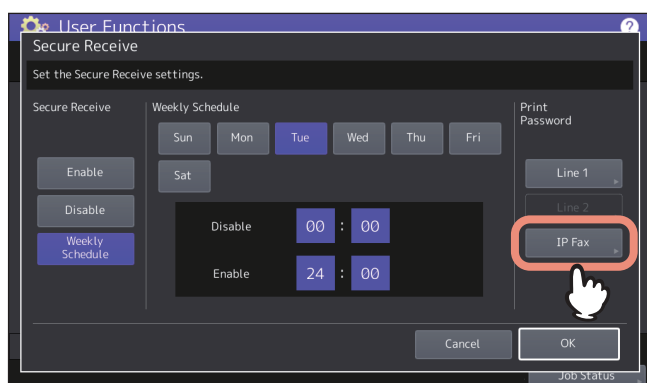 User Functions
?
Secure Receive
Set the Secure Receive settings.
Secure Receive
Enable
Disable
Weekly
Schedule
Weekly Schedule
Sun Mon Tue Wed Thu Fri
Sat
Disable 00 : 00
Enable 24 : 00
Print
Password
Line 1
Line 2
IP Fax
Cancel OK
Job Status